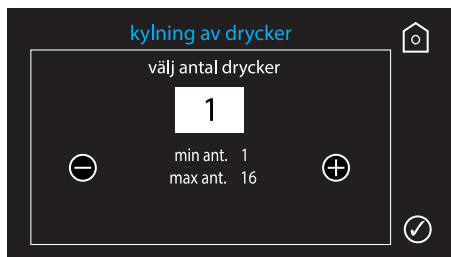 kylning av drycker
välj antal drycker
1
min ant. 1
max ant. 16